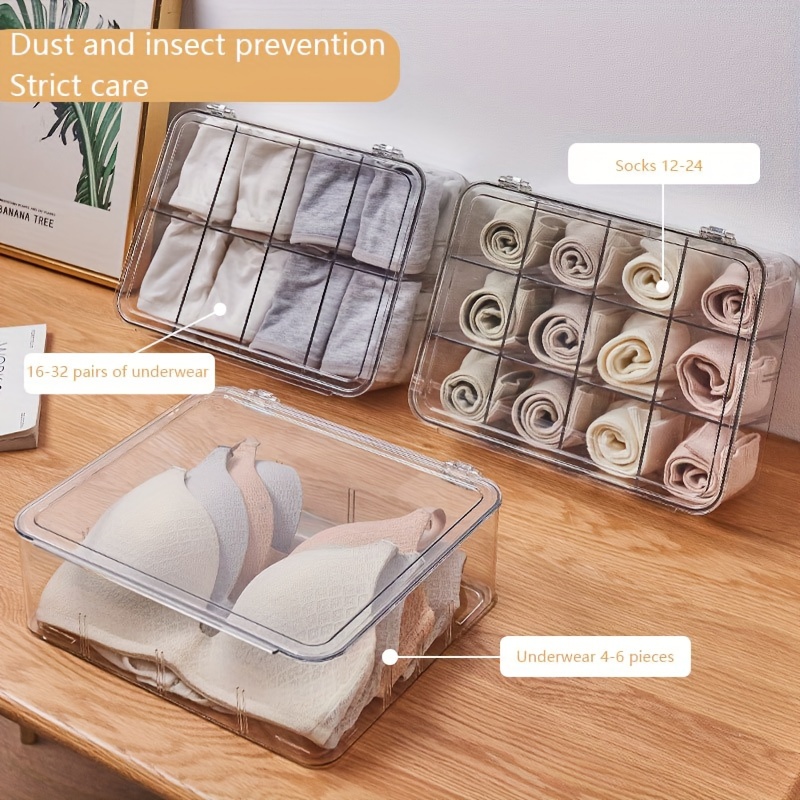 Dust and insect prevention
Strict care
Socks 12-24
BANANA TREE
16-32 pairs of underwear
Underwear 4-6 pieces